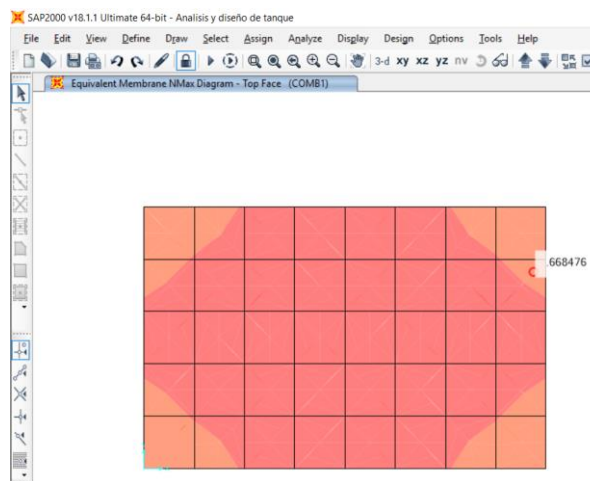 SAP2000 v18.1.1 Ultimate 64-bit - Analisis y diseño de tanque
File Edit View Define Draw Select Assign Analyze Display Design Options Tools Help
3-d xy xz yz nv
Equivalent Membrane NMax Diagram - Top Face (COMB1)
.668476